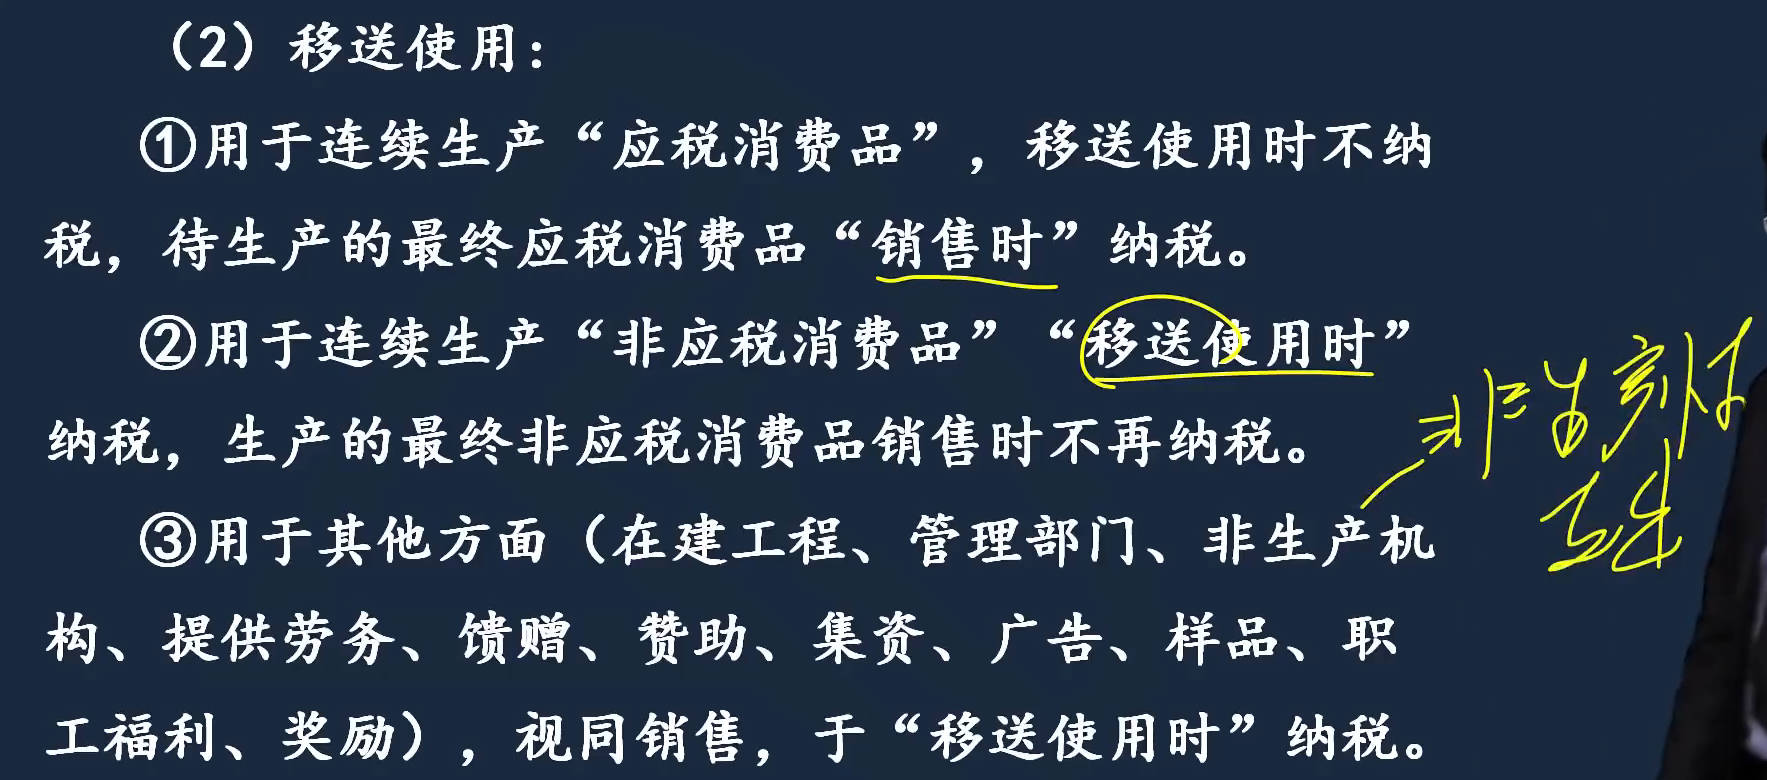 （2）移送使用：
①用于连续生产“应税消费品”，移送使用时不纳
税，待生产的最终应税消费品“销售时”纳税。
②用于连续生产“非应税消费品”“移送使用时”
纳税，生产的最终非应税消费品销售时不再纳税。
③用于其他方面（在建工程、管理部门、非生产机
构、提供劳务、馈赠、赞助、集资、广告、样品、职
工福利、奖励），视同销售，于“移送使用时”纳税。